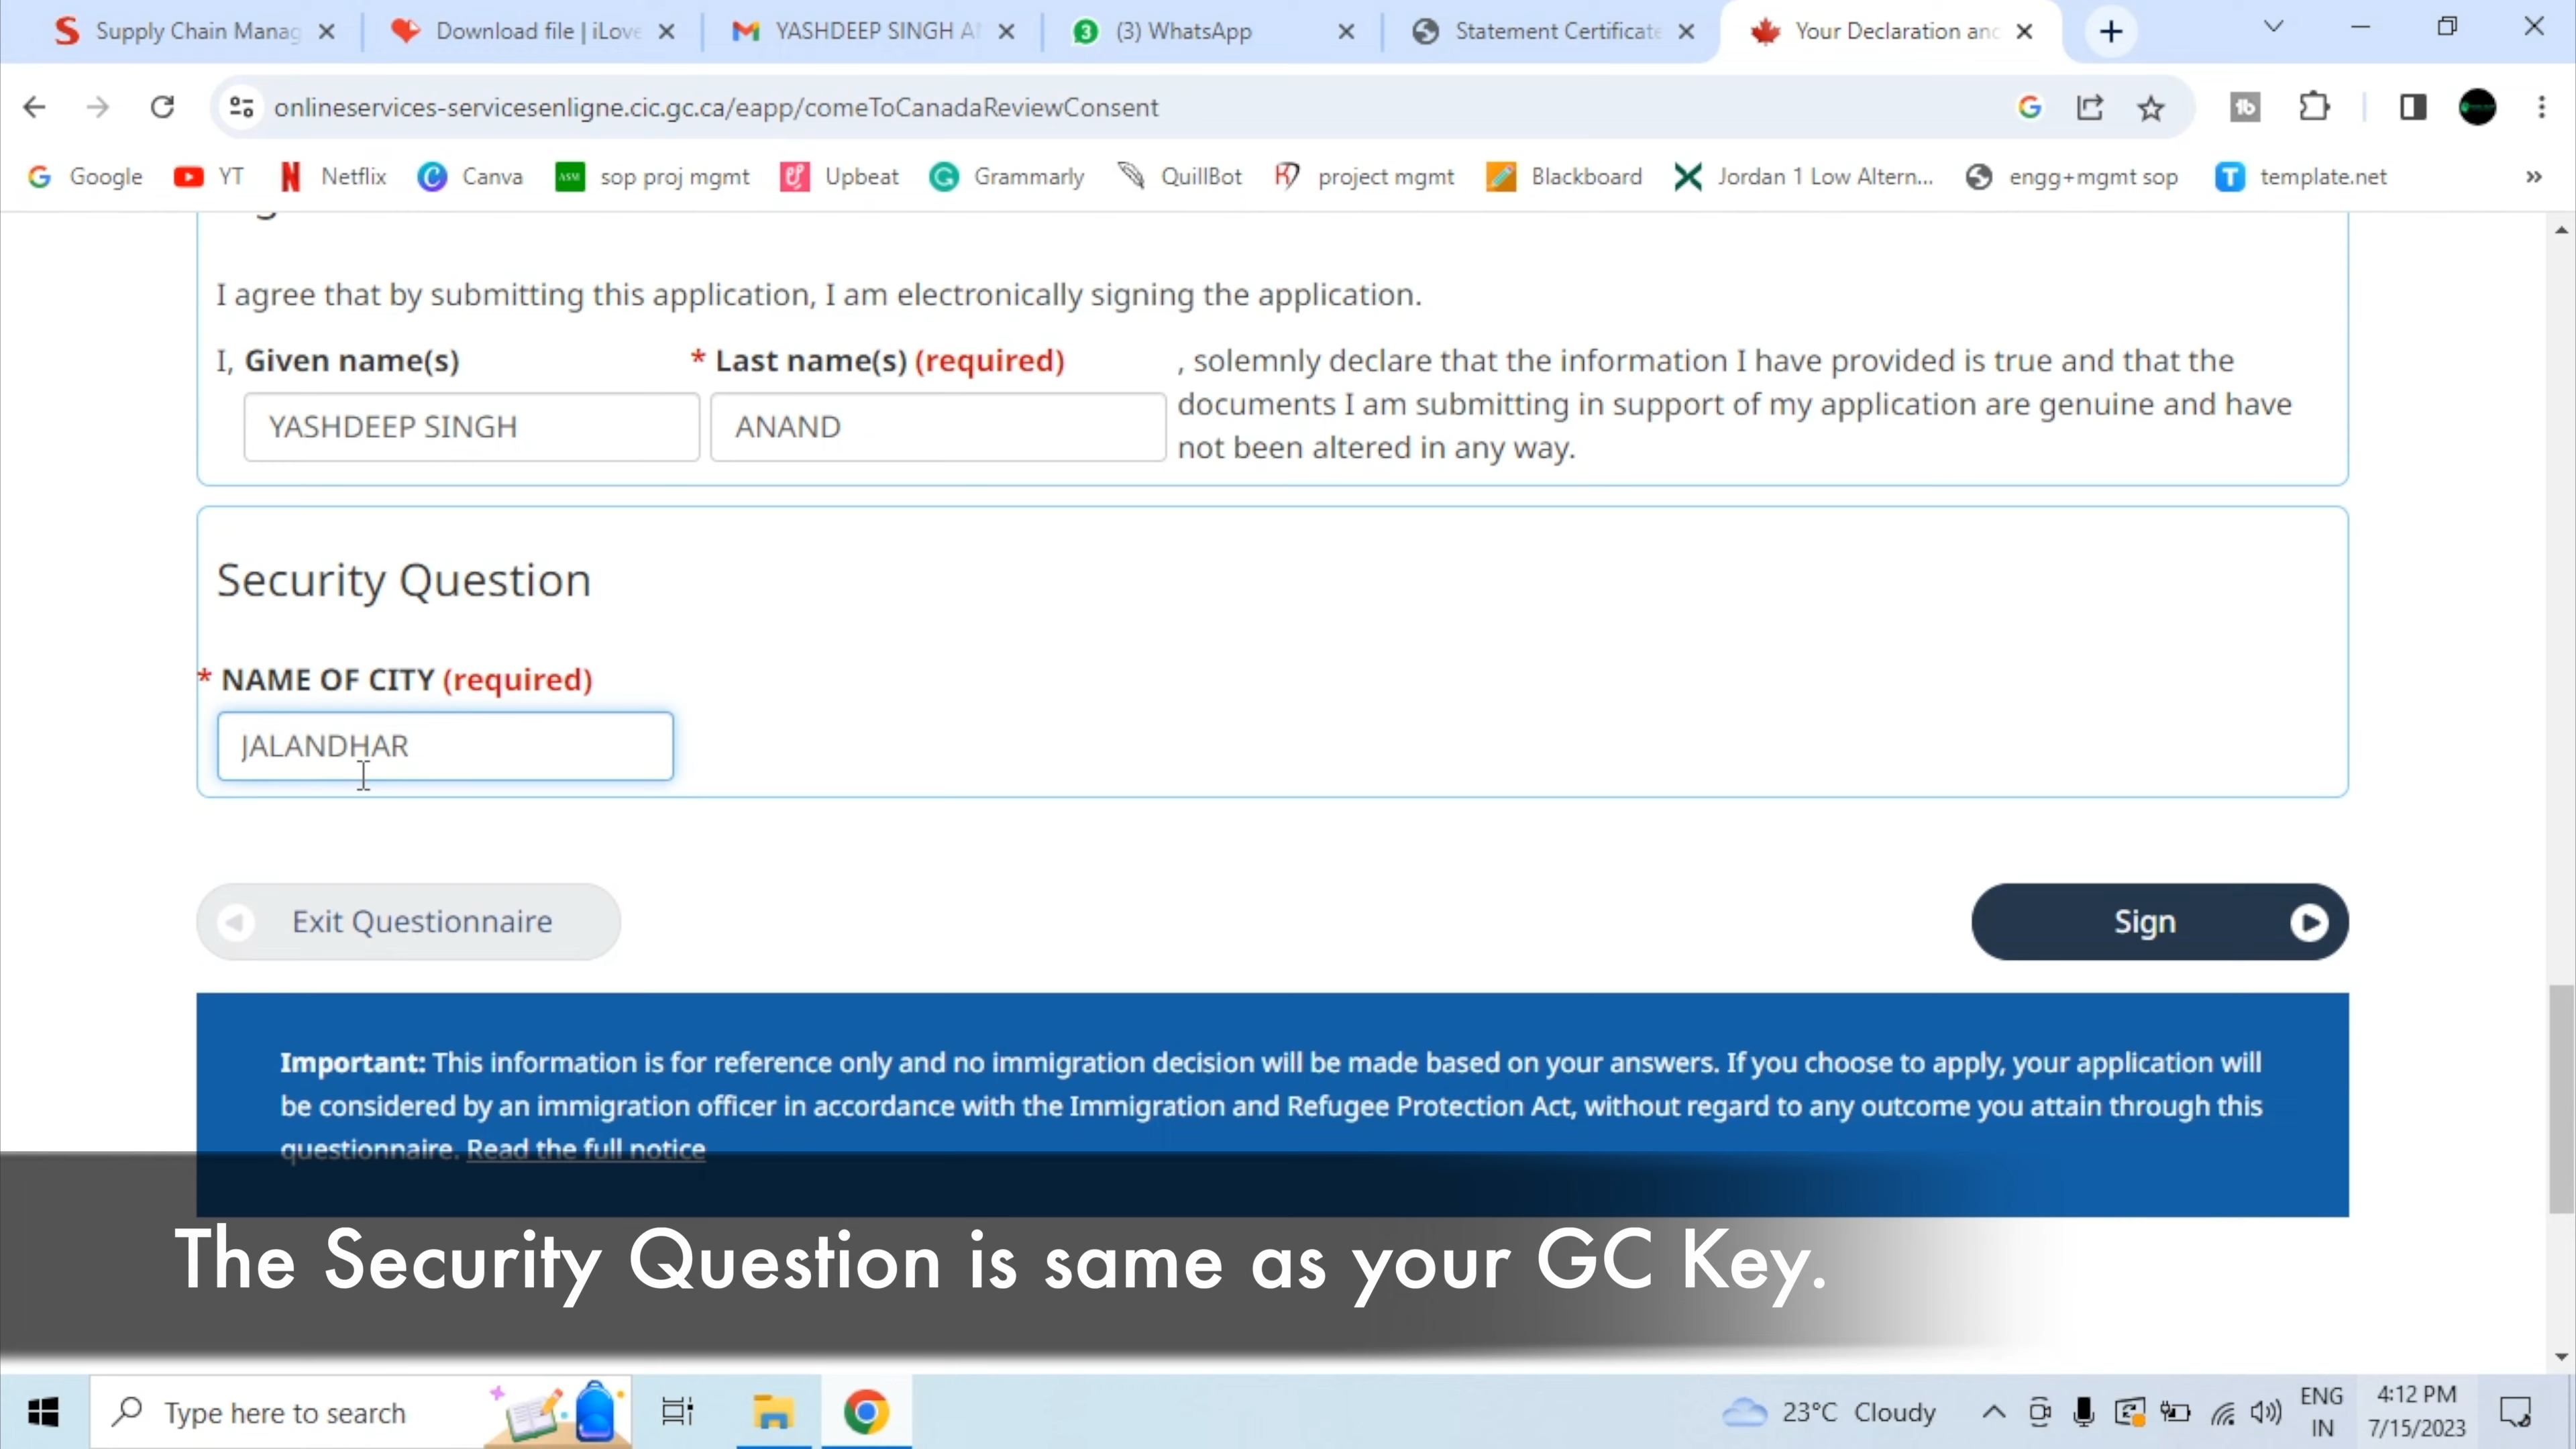 Supply Chain Manag
Download file | iLove
YASHDEEP SINGH A
(3) WhatsApp
Statement Certificate
Your Declaration and
onlineservices-servicesenligne.cic.gc.ca/eapp/comeToCanadaReviewConsent
Google
YT
Netflix
Canva
sop proj mgmt
Upbeat
Grammarly
QuillBot
project mgmt
Blackboard
Jordan 1 Low Altern...
engg+mgmt sop
template.net
I agree that by submitting this application, I am electronically signing the application.
I, Given name(s)
* Last name(s) (required)
YASHDEEP SINGH
ANAND
, solemnly declare that the information I have provided is true and that the
documents I am submitting in support of my application are genuine and have
not been altered in any way.
Security Question
* NAME OF CITY (required)
JALANDHAR
Exit Questionnaire
Sign
Important: This information is for reference only and no immigration decision will be made based on your answers. If you choose to apply, your application will
be considered by an immigration officer in accordance with the Immigration and Refugee Protection Act, without regard to any outcome you attain through this
questionnaire. Read the full notice
The Security Question is same as your GC Key.
Type here to search
23°C Cloudy
ENG
IN
4:12 PM
7/15/2023